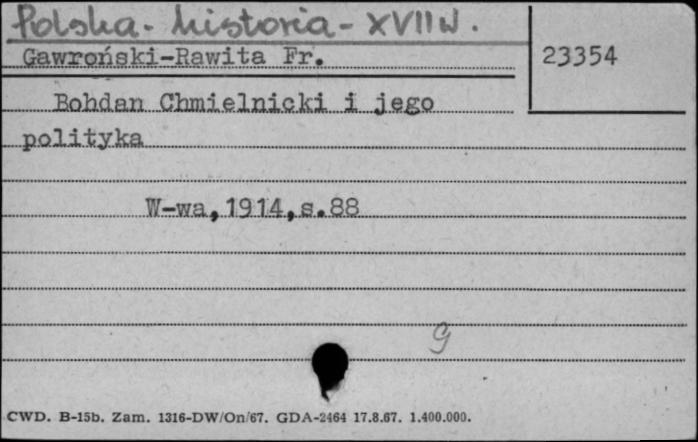 Polska - historia - XVII w.
Gawroński-Rawita Fr.
23354
Bohdan Chmielnicki i jego
polityka
W-wa,1914,s.88
g
CWD. B-15b. Zam. 1316-DW/On/67. GDA-2464 17.8.67. 1.400.000.